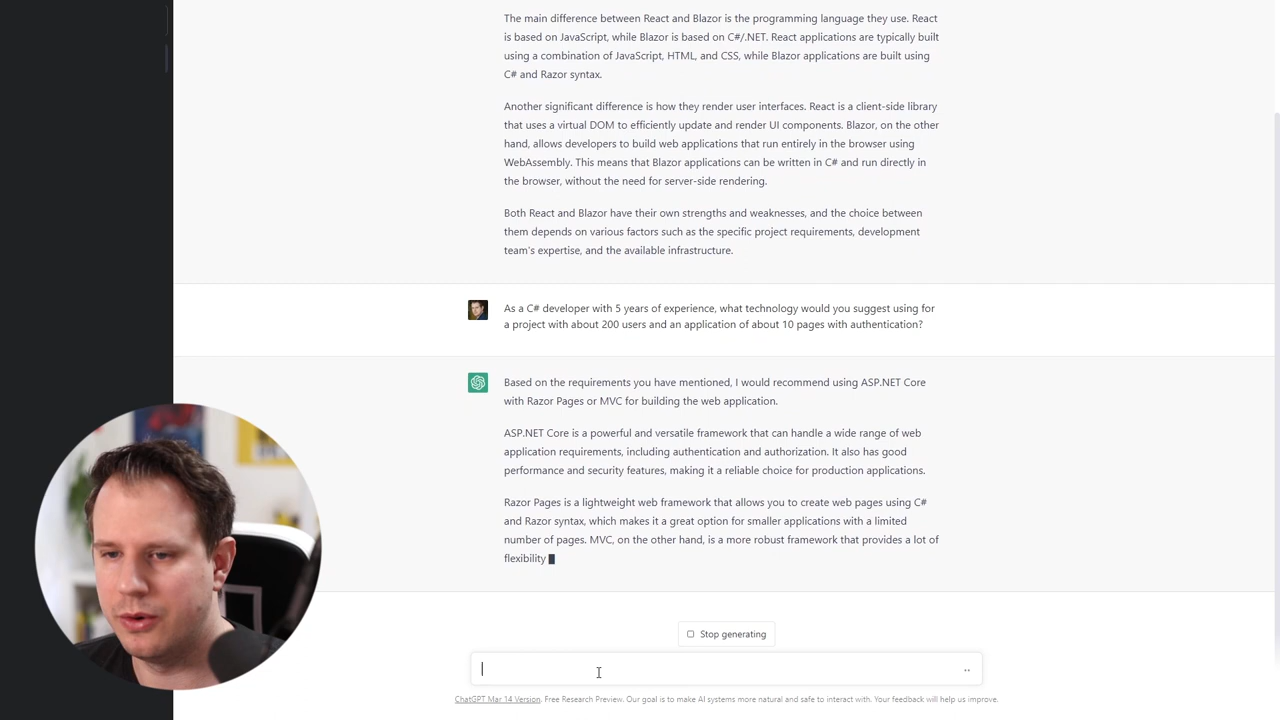 The main difference between React and Blazor is the programming language they use. React
is based on JavaScript, while Blazor is based on C#/.NET. React applications are typically built
using a combination of JavaScript, HTML, and CSS, while Blazor applications are built using
C# and Razor syntax.
Another significant difference is how they render user interfaces. React is a client-side library
that uses a virtual DOM to efficiently update and render UI components. Blazor, on the other
hand, allows developers to build web applications that run entirely in the browser using
WebAssembly. This means that Blazor applications can be written in C# and run directly in
the browser, without the need for server-side rendering.
Both React and Blazor have their own strengths and weaknesses, and the choice between
them depends on various factors such as the specific project requirements, development
team's expertise, and the available infrastructure.
As a C# developer with 5 years of experience, what technology would you suggest using for
a project with about 200 users and an application of about 10 pages with authentication?
Based on the requirements you have mentioned, I would recommend using ASP.NET Core
with Razor Pages or MVC for building the web application.
ASP.NET Core is a powerful and versatile framework that can handle a wide range of web
application requirements, including authentication and authorization. It also has good
performance and security features, making it a reliable choice for production applications.
Razor Pages is a lightweight web framework that allows you to create web pages using C#
and Razor syntax, which makes it a great option for smaller applications with a limited
number of pages. MVC, on the other hand, is a more robust framework that provides a lot of
flexibility
Stop generating
ChatGPT Mar 14 Version. Free Research Preview. Our goal is to make AI systems more natural and safe to interact with. Your feedback will help us improve.